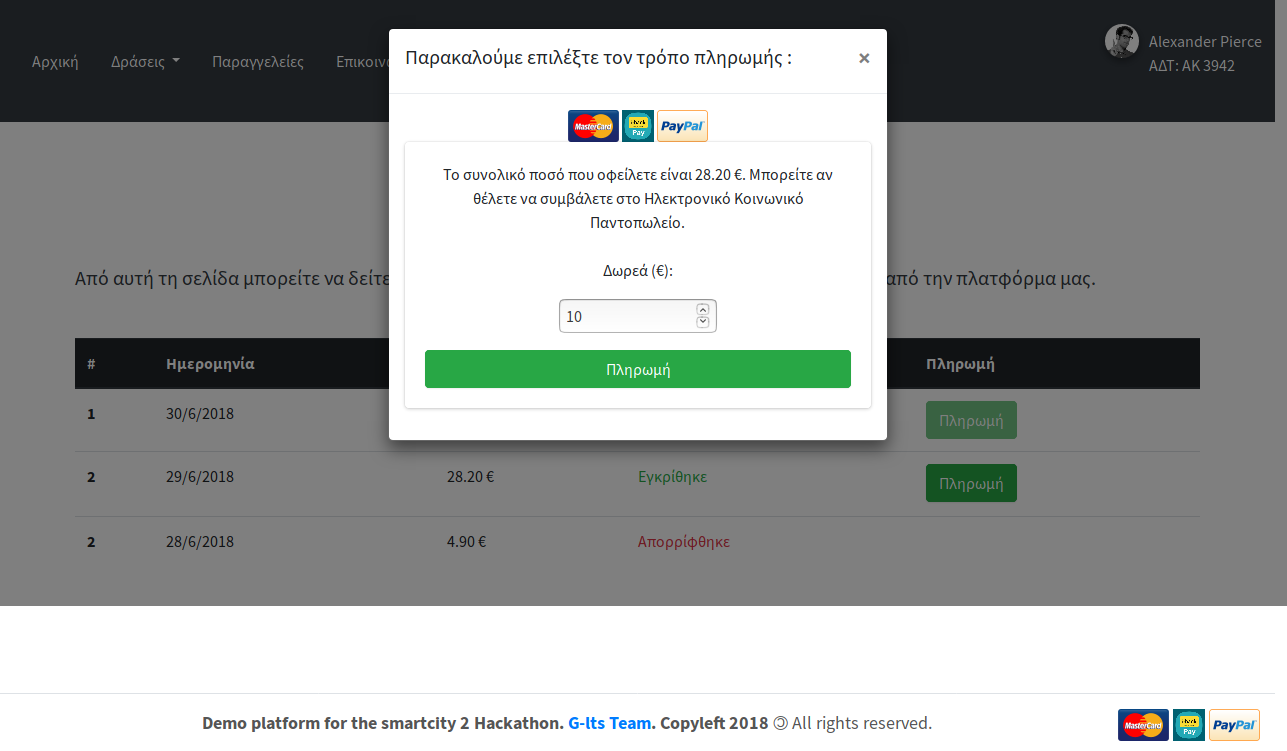 Παρακαλούμε επιλέξτε τον τρόπο πληρωμής : ×
Alexander Pierce
ΑΔΤ: ΑΚ 3942
Αρχική Δράσεις Παραγγελείες
MasterCard check Pay PayPal
Το συνολικό ποσό που οφείλετε είναι 28.20 €. Μπορείτε αν
θέλετε να συμβάλετε στο Ηλεκτρονικό Κοινωνικό
Παντοπωλείο.
Δωρεά (€):
10
Πληρωμή
Από αυτή τη σελίδα μπορείτε να δείτε από την πλατφόρμα μας.
# Ημερομηνία Πληρωμή
1 30/6/2018 Πληρωμή
2 29/6/2018 28.20 € Εγκρίθηκε Πληρωμή
2 28/6/2018 4.90 € Απορρίφθηκε
Demo platform for the smartcity 2 Hackathon. G-lts Team. Copyleft 2018 🄯 All rights reserved.
MasterCard check Pay PayPal